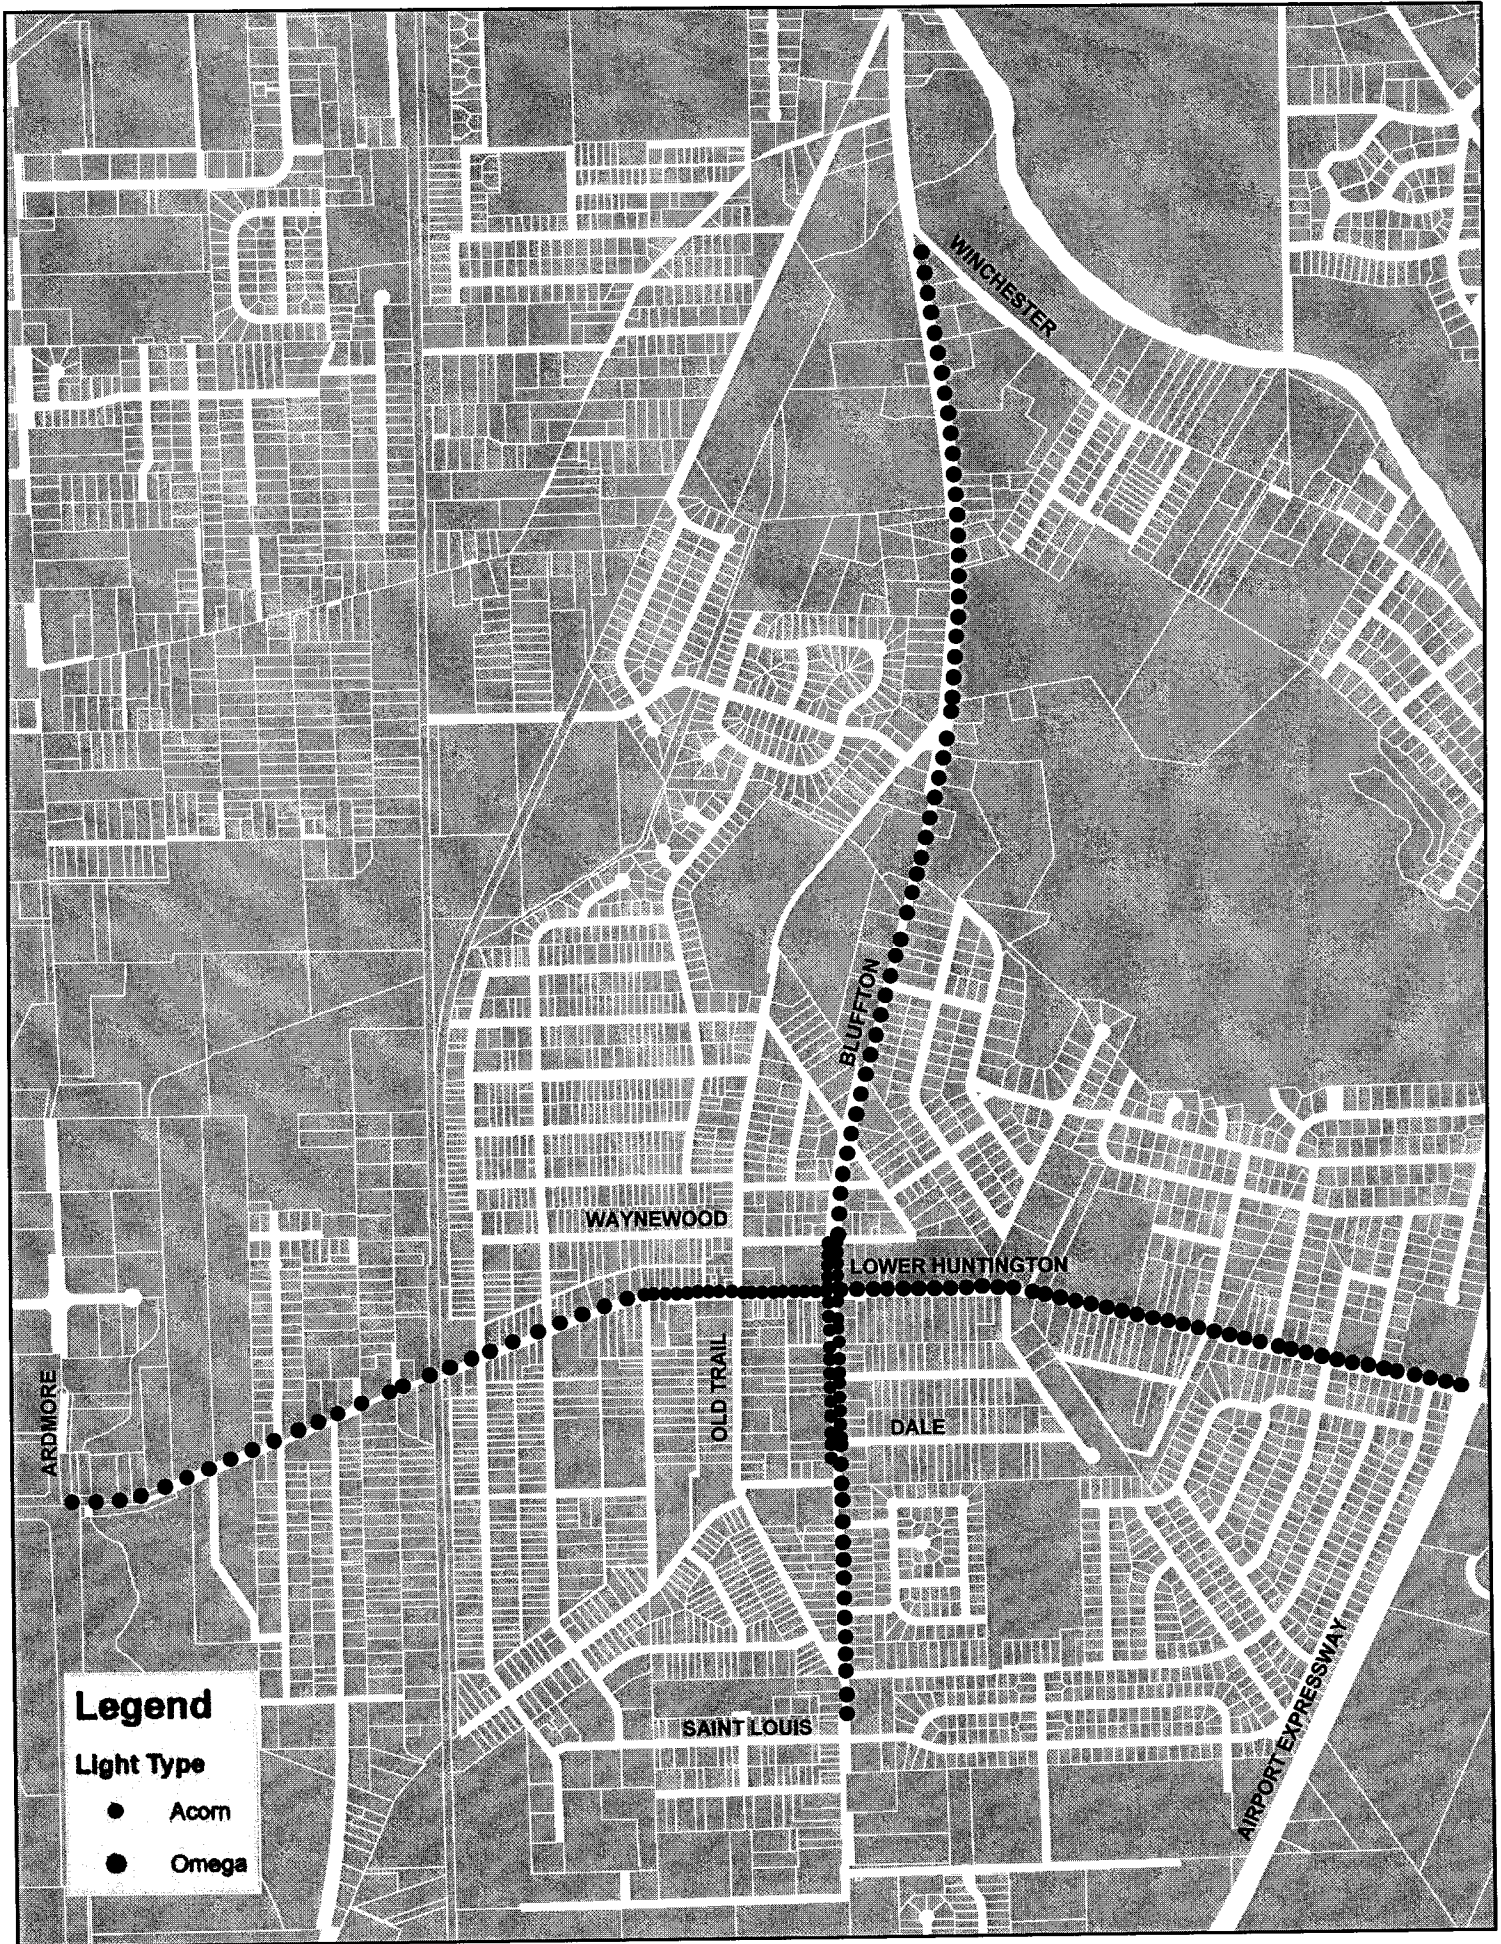 WINCHESTER
BLUFFTON
WAYNEWOOD
LOWER HUNTINGTON
OLD TRAIL
ARDMORE
DALE
AIRPORT EXPRESSWAY
SAINT LOUIS
Legend
Light Type
Acorn
Omega